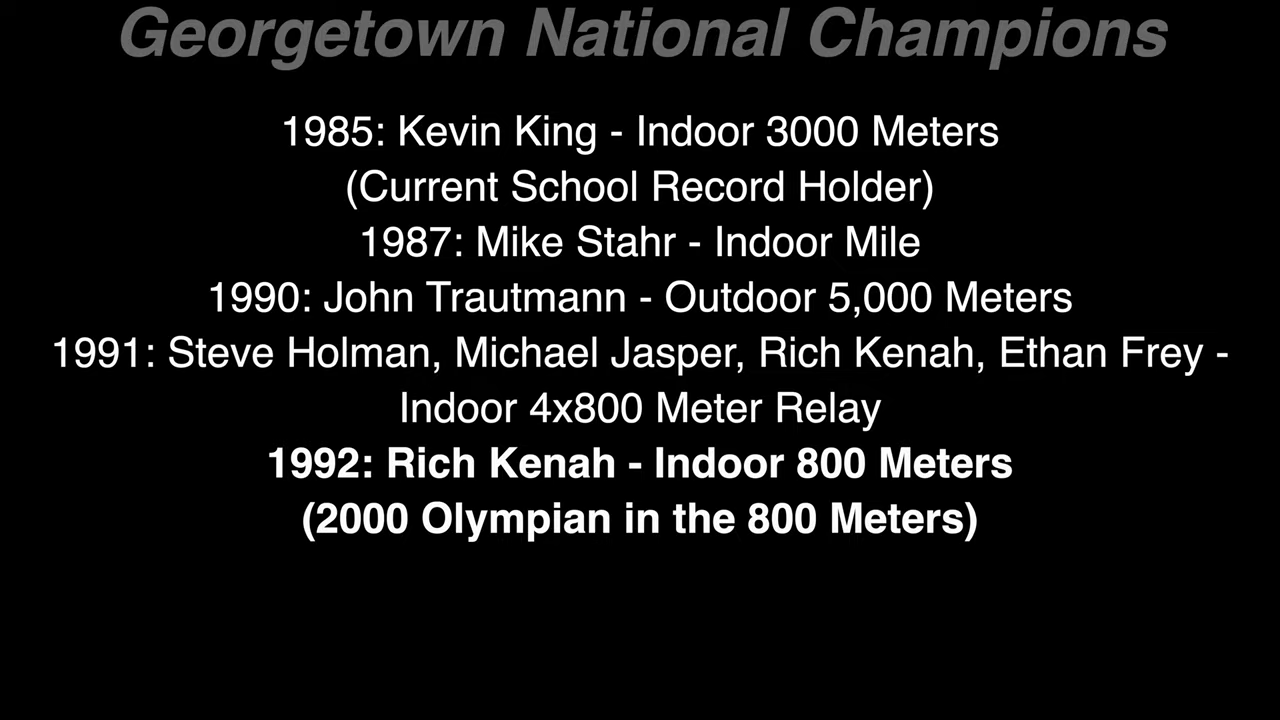 Georgetown National Champions
1985: Kevin King - Indoor 3000 Meters
(Current School Record Holder)
1987: Mike Stahr - Indoor Mile
1990: John Trautmann - Outdoor 5,000 Meters
1991: Steve Holman, Michael Jasper, Rich Kenah, Ethan Frey -
Indoor 4x800 Meter Relay
1992: Rich Kenah - Indoor 800 Meters
(2000 Olympian in the 800 Meters)